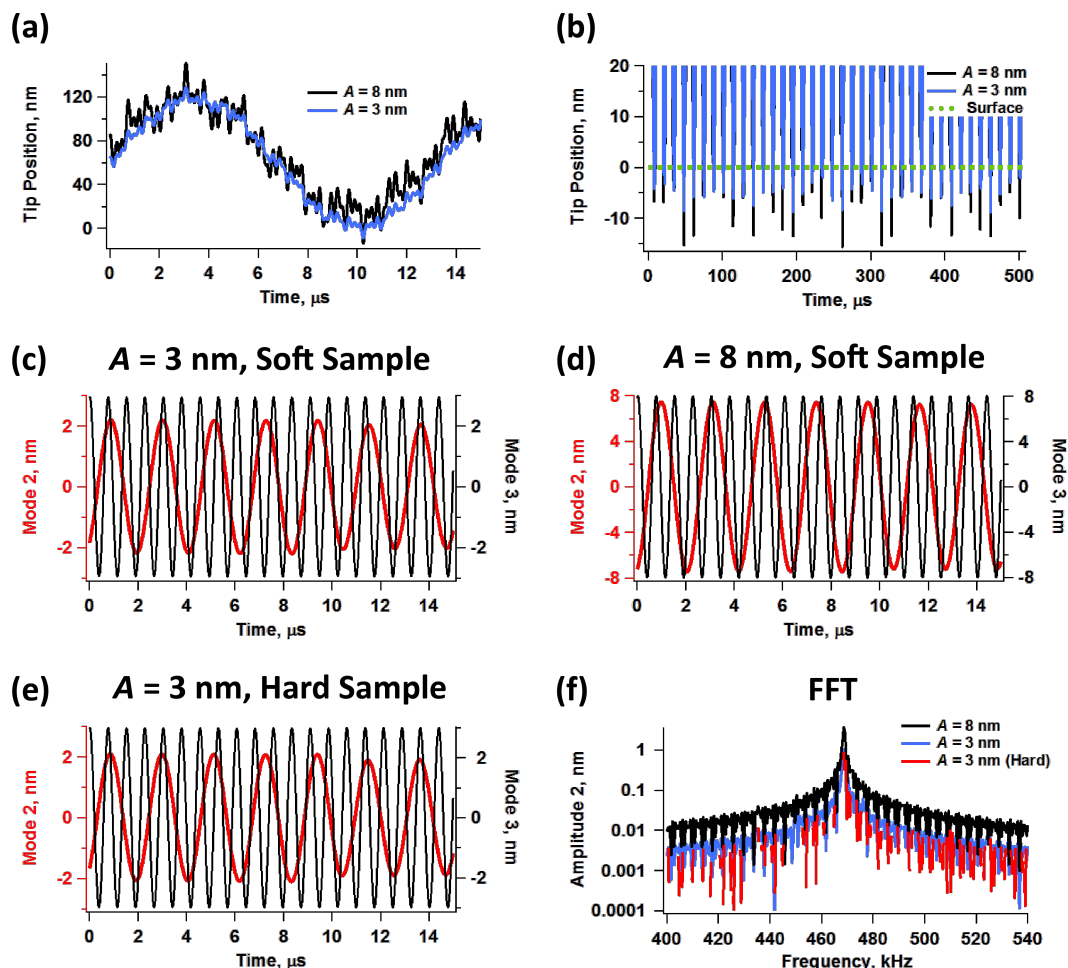 (a)
Tip Position, nm
120
80
40
0
A = 8 nm
A = 3 nm
0 2 4 6 8 10 12 14
Time, μs
(b)
Tip Position, nm
20
10
0
-10
A = 8 nm
A = 3 nm
Surface
0 100 200 300 400 500
Time, μs
(c) A = 3 nm, Soft Sample
Mode 2, nm
2
0
-2
2
0
-2
Mode 3, nm
0 2 4 6 8 10 12 14
Time, μs
(d) A = 8 nm, Soft Sample
Mode 2, nm
8
4
0
-4
-8
8
4
0
-4
-8
Mode 3, nm
0 2 4 6 8 10 12 14
Time, μs
(e) A = 3 nm, Hard Sample
Mode 2, nm
2
0
-2
2
0
-2
Mode 3, nm
0 2 4 6 8 10 12 14
Time, μs
(f) FFT
Amplitude 2, nm
1
0.1
0.01
0.001
0.0001
A = 8 nm
A = 3 nm
A = 3 nm (Hard)
400 420 440 460 480 500 520 540
Frequency, kHz